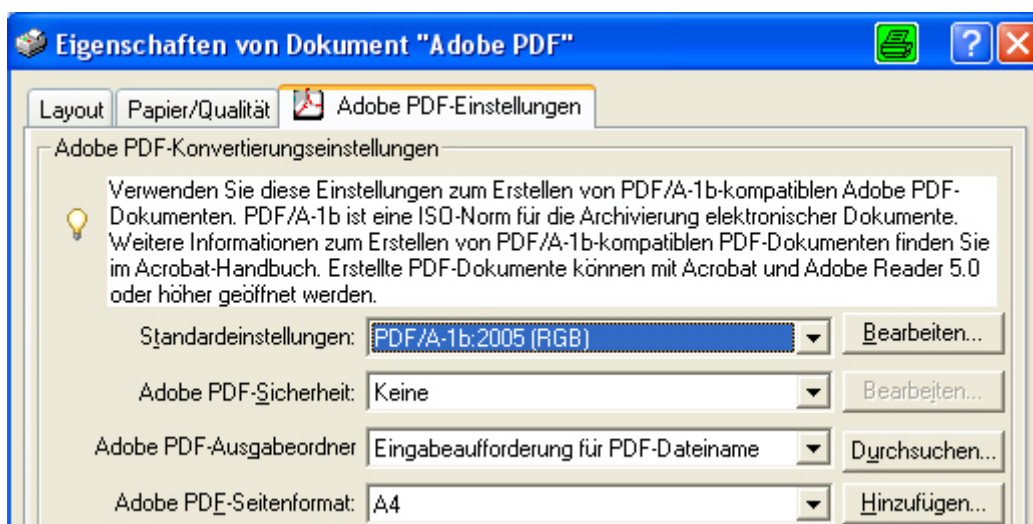 Eigenschaften von Dokument "Adobe PDF"
Layout Papier/Qualität Adobe PDF-Einstellungen
Adobe PDF-Konvertierungseinstellungen
Verwenden Sie diese Einstellungen zum Erstellen von PDF/A-1b-kompatiblen Adobe PDF-
Dokumenten. PDF/A-1b ist eine ISO-Norm für die Archivierung elektronischer Dokumente.
Weitere Informationen zum Erstellen von PDF/A-1b-kompatiblen PDF-Dokumenten finden Sie
im Acrobat-Handbuch. Erstellte PDF-Dokumente können mit Acrobat und Adobe Reader 5.0
oder höher geöffnet werden.
Standardeinstellungen: PDF/A-1b:2005 (RGB) Bearbeiten...
Adobe PDF-Sicherheit: Keine Bearbeiten...
Adobe PDF-Ausgabeordner Eingabeaufforderung für PDF-Dateiname Durchsuchen...
Adobe PDF-Seitenformat: A4 Hinzufügen...